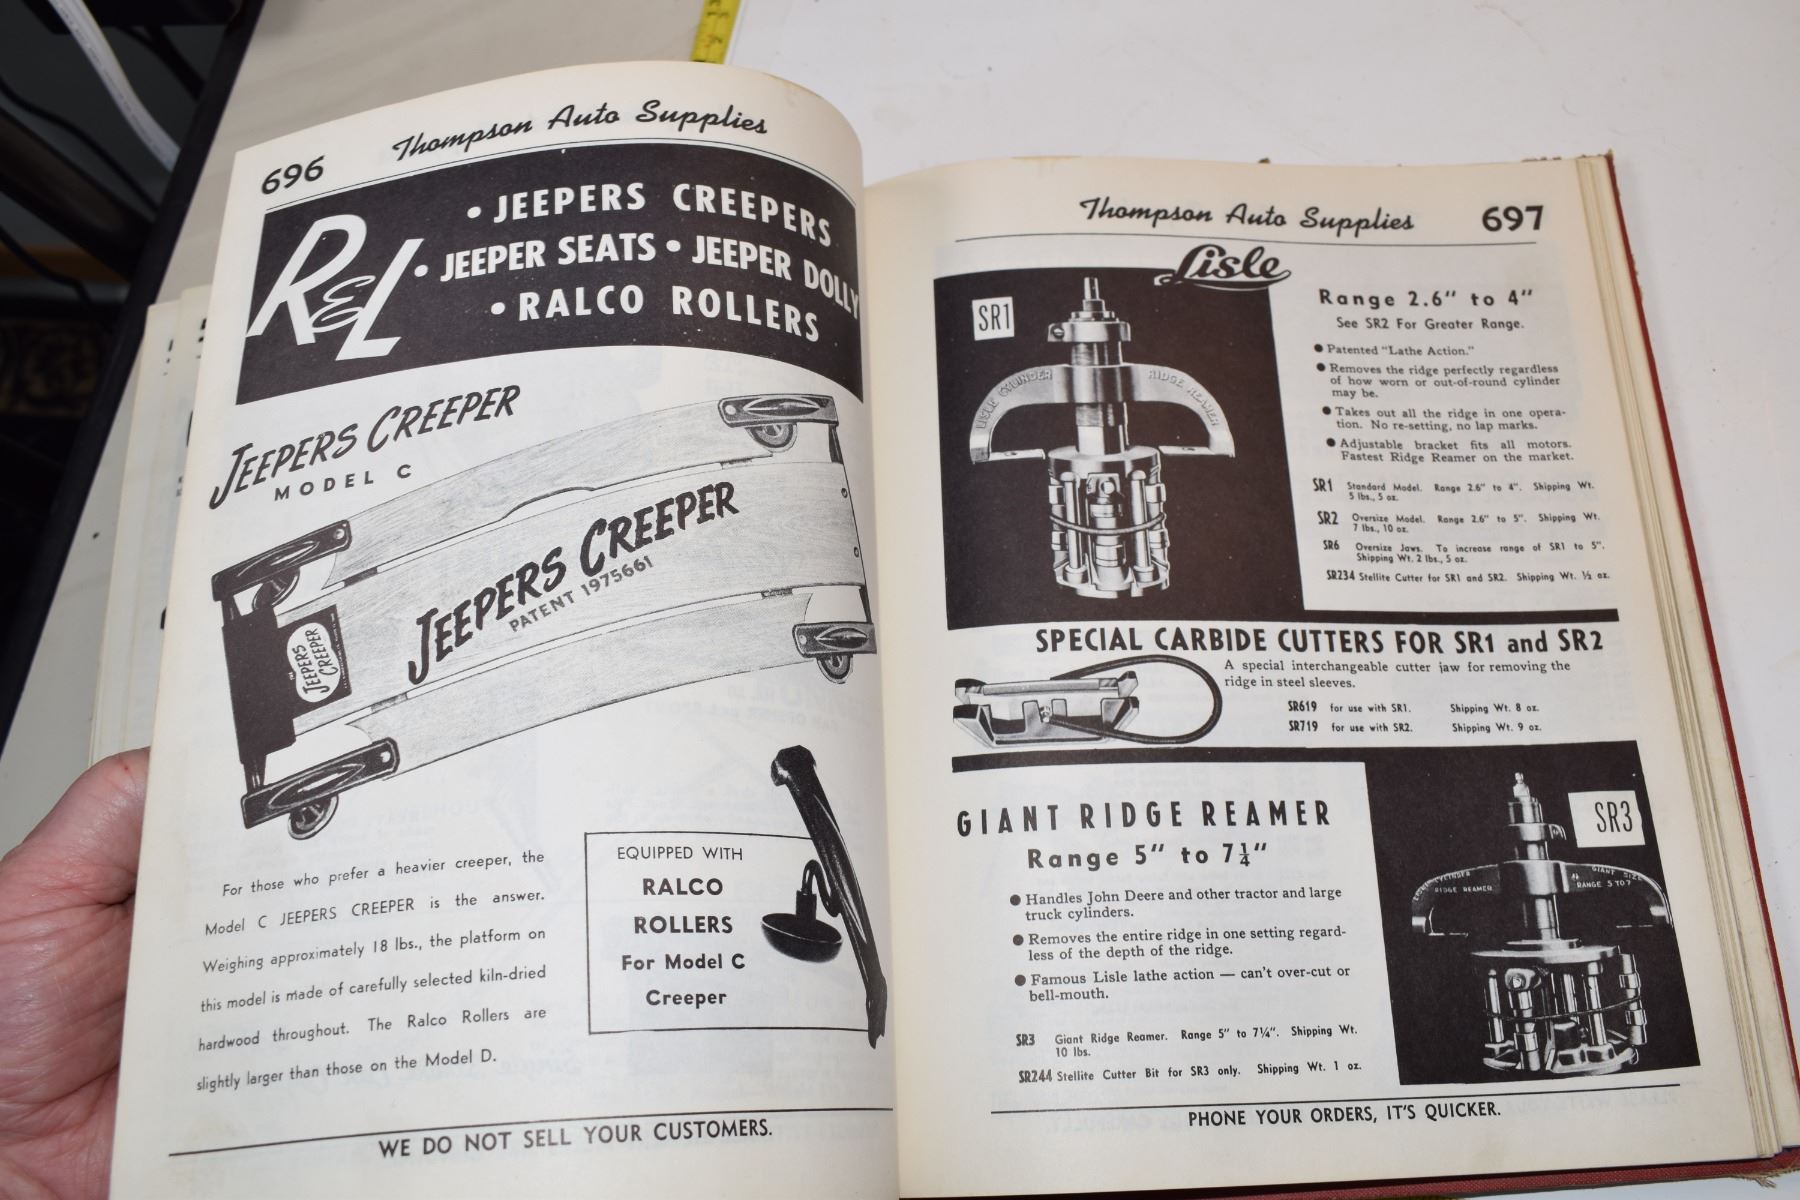 696
Thompson Auto Supplies
R&L
• JEEPERS CREEPERS
• JEEPER SEATS • JEEPER DOLLY
• RALCO ROLLERS
JEEPERS CREEPER
MODEL C
JEEPERS CREEPER
PATENT 1975661
THE
JEEPERS
CREEPER
For those who prefer a heavier creeper, the
Model C JEEPERS CREEPER is the answer.
Weighing approximately 18 lbs., the platform on
this model is made of carefully selected kiln-dried
hardwood throughout. The Ralco Rollers are
slightly larger than those on the Model D.
EQUIPPED WITH
RALCO
ROLLERS
For Model C
Creeper
WE DO NOT SELL YOUR CUSTOMERS.
Thompson Auto Supplies
697
Lisle
SR1
LISLE CYLINDER
RIDGE REAMER
Range 2.6" to 4"
See SR2 For Greater Range.
● Patented "Lathe Action."
● Removes the ridge perfectly regardless
of how worn or out-of-round cylinder
may be.
● Takes out all the ridge in one opera-
tion. No re-setting, no lap marks.
● Adjustable bracket fits all motors.
Fastest Ridge Reamer on the market.
SR1 Standard Model. Range 2.6" to 4". Shipping Wt.
5 lbs., 5 oz.
SR2 Oversize Model. Range 2.6" to 5". Shipping Wt.
7 lbs., 10 oz.
SR6 Oversize Jaws. To increase range of SR1 to 5".
Shipping Wt. 2 lbs., 5 oz.
SR234 Stellite Cutter for SR1 and SR2. Shipping Wt. ½ oz.
SPECIAL CARBIDE CUTTERS FOR SR1 and SR2
A special interchangeable cutter jaw for removing the
ridge in steel sleeves.
SR619 for use with SR1. Shipping Wt. 8 oz.
SR719 for use with SR2. Shipping Wt. 9 oz.
GIANT RIDGE REAMER
Range 5" to 7¼"
● Handles John Deere and other tractor and large
truck cylinders.
● Removes the entire ridge in one setting regard-
less of the depth of the ridge.
● Famous Lisle lathe action — can't over-cut or
bell-mouth.
SR3 Giant Ridge Reamer. Range 5" to 7¼". Shipping Wt.
10 lbs.
SR244 Stellite Cutter Bit for SR3 only. Shipping Wt. 1 oz.
SR3
CYLINDER
RIDGE REAMER
GIANT SIZE
RANGE 5 TO 7
PHONE YOUR ORDERS, IT'S QUICKER.